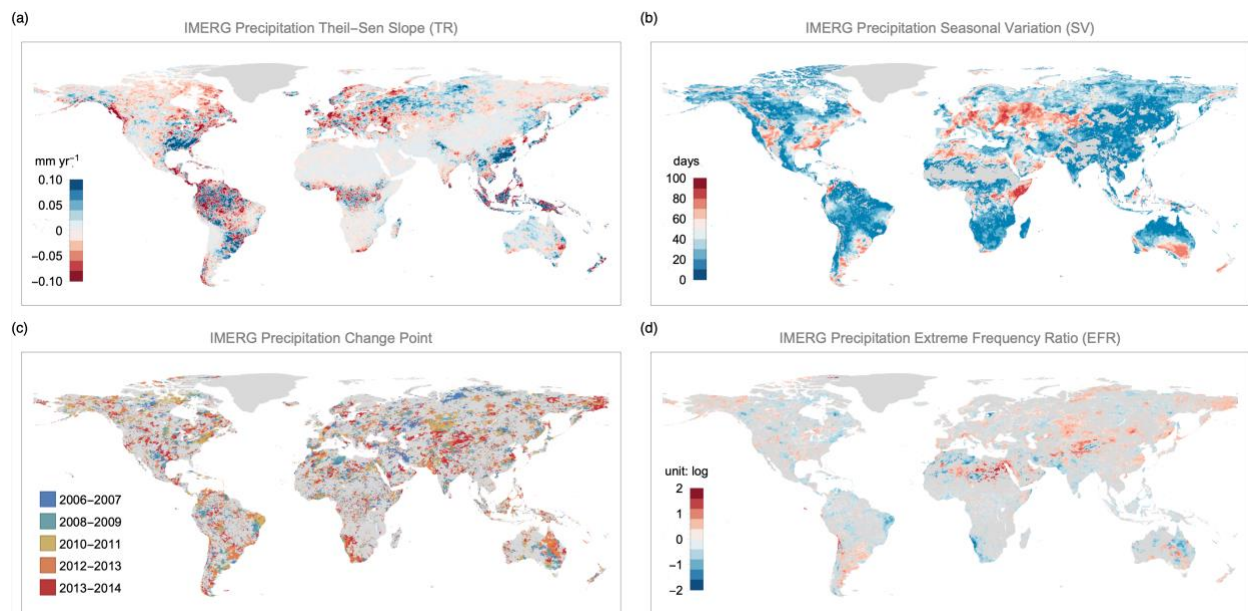 (a)
IMERG Precipitation Theil–Sen Slope (TR)
mm yr⁻¹
0.10
0.05
0
−0.05
−0.10
(b)
IMERG Precipitation Seasonal Variation (SV)
days
100
80
60
40
20
0
(c)
IMERG Precipitation Change Point
2006−2007
2008−2009
2010−2011
2012−2013
2013−2014
(d)
IMERG Precipitation Extreme Frequency Ratio (EFR)
unit: log
2
1
0
−1
−2